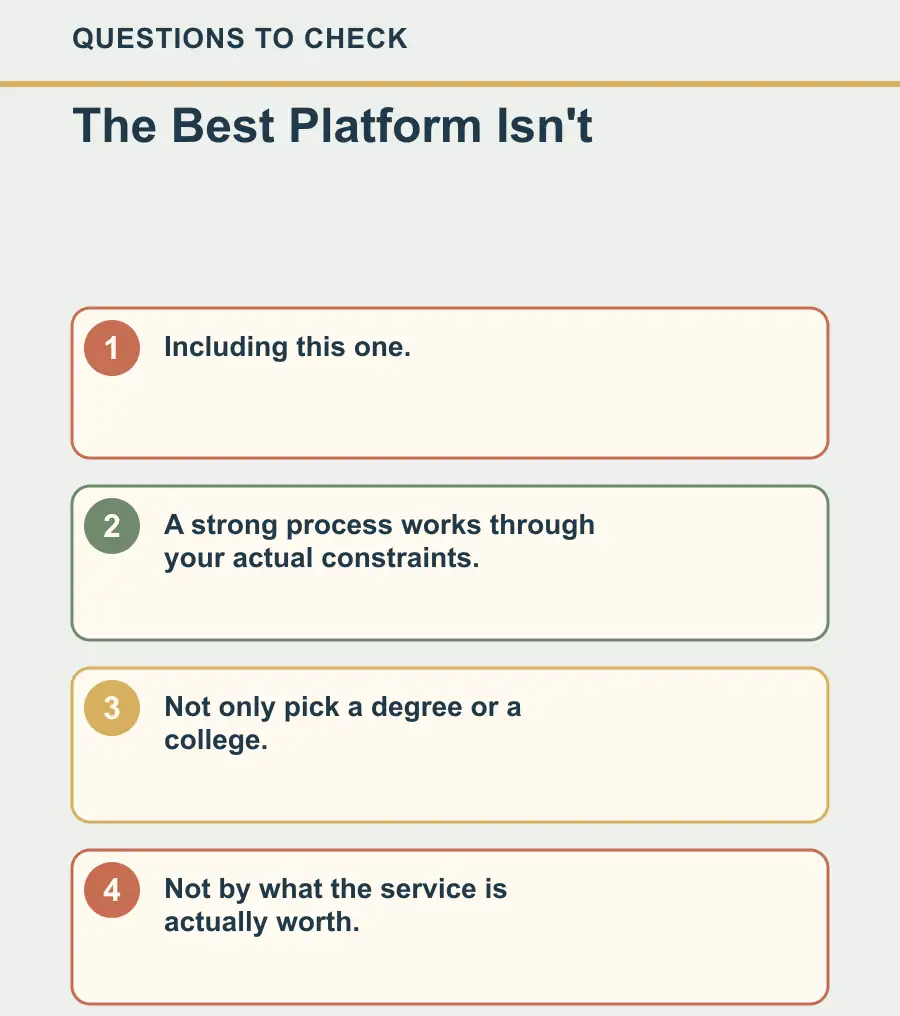 QUESTIONS TO CHECK
The Best Platform Isn't
1
Including this one.
2
A strong process works through
your actual constraints.
3
Not only pick a degree or a
college.
4
Not by what the service is
actually worth.